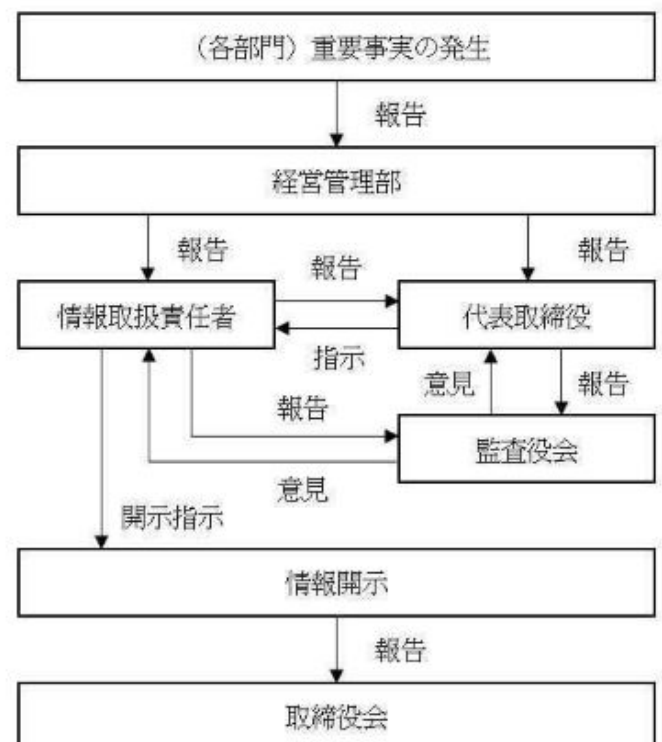 （各部門）重要事実の発生
報告
経営管理部
報告
報告
報告
情報取扱責任者
代表取締役
指示
意見
報告
報告
監査役会
意見
開示指示
情報開示
報告
取締役会